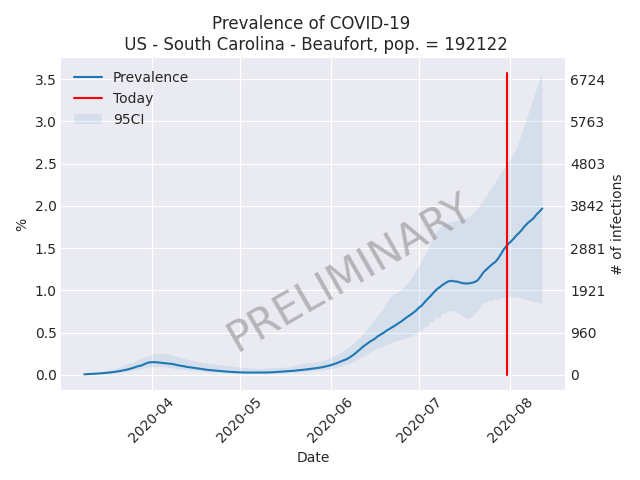 Prevalence of COVID-19
US - South Carolina - Beaufort, pop. = 192122
Prevalence
Today
95CI
PRELIMINARY
%
3.5
3.0
2.5
2.0
1.5
1.0
0.5
0.0
6724
5763
4803
3842
2881
1921
960
0
# of infections
2020-04
2020-05
2020-06
2020-07
2020-08
Date